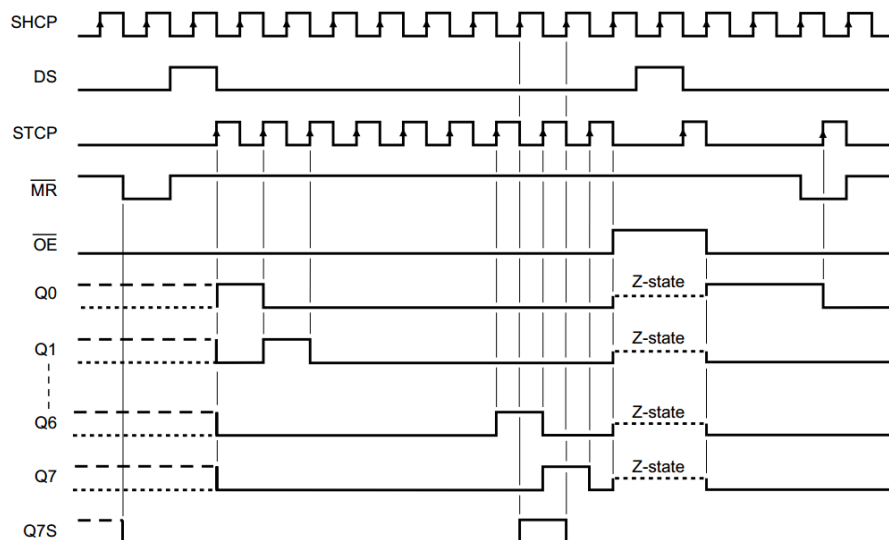 SHCP
DS
STCP
MR
OE
Q0
Z-state
Q1
Z-state
Q6
Z-state
Q7
Z-state
Q7S